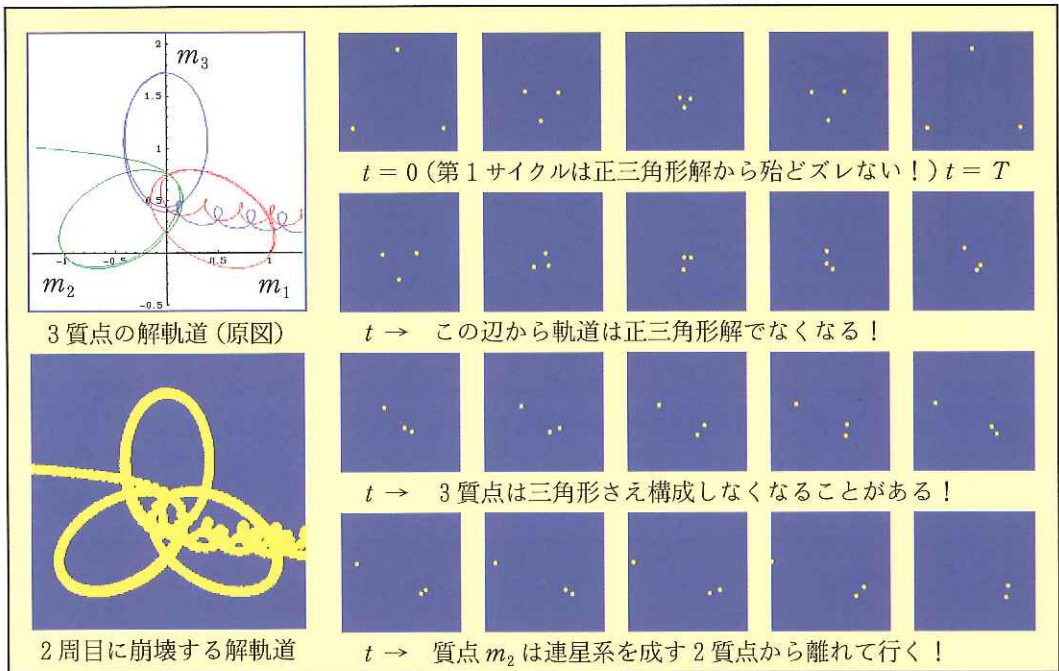 2
m₃
1.5
1
0.5
-1
-0.5
0.5
1
m₂
m₁
-0.5
3質点の解軌道(原図)
2周目に崩壊する解軌道
t = 0 (第1サイクルは正三角形解から殆どズレない！) t = T
t → この辺から軌道は正三角形解でなくなる！
t → 3質点は三角形さえ構成しなくなることがある！
t → 質点 m₂ は連星系を成す2質点から離れて行く！